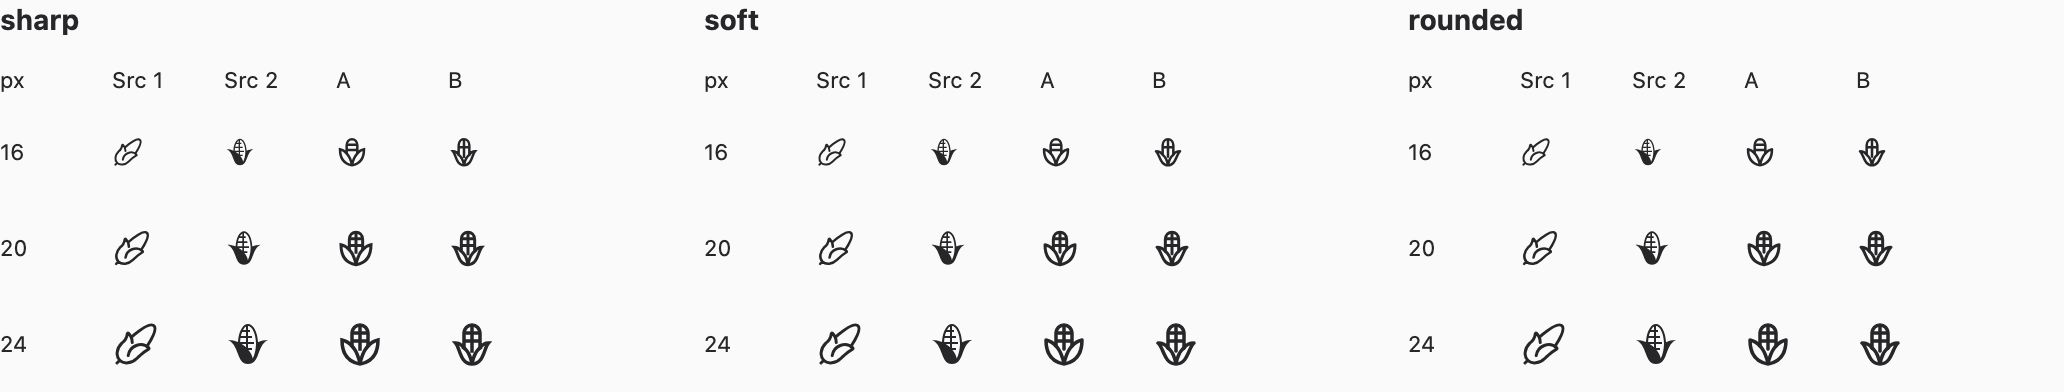 sharp soft rounded
px Src 1 Src 2 A B px Src 1 Src 2 A B px Src 1 Src 2 A B
16 16 16
20 20 20
24 24 24